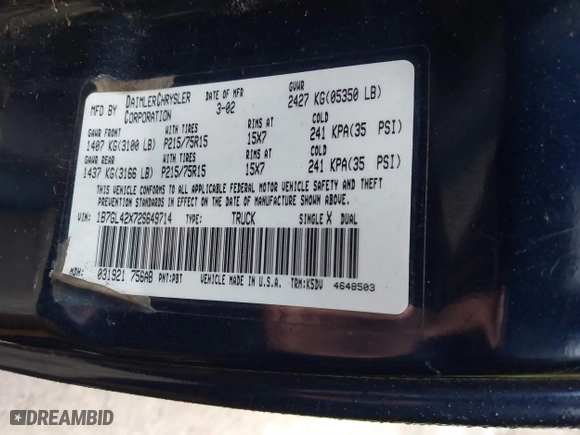 MFD BY DAIMLERCHRYSLER CORPORATION DATE OF MFR 3-02 GVWR 2427 KG(05350 LB)
GAWR FRONT WITH TIRES RIMS AT COLD
1407 KG(3100 LB) P215/75R15 15X7 241 KPA(35 PSI)
GAWR REAR WITH TIRES RIMS AT COLD
1437 KG(3166 LB) P215/75R15 15X7 241 KPA(35 PSI)
THIS VEHICLE CONFORMS TO ALL APPLICABLE FEDERAL MOTOR VEHICLE SAFETY AND THEFT
PREVENTION STANDARDS IN EFFECT ON THE DATE OF MANUFACTURE SHOWN ABOVE.
VIN: 1B7GL42X72S649714 TYPE: TRUCK SINGLE X DUAL
MDH: 031921 756AB PNT:PBT VEHICLE MADE IN U.S.A. TRM:KSDV 4648503
©DREAMBID